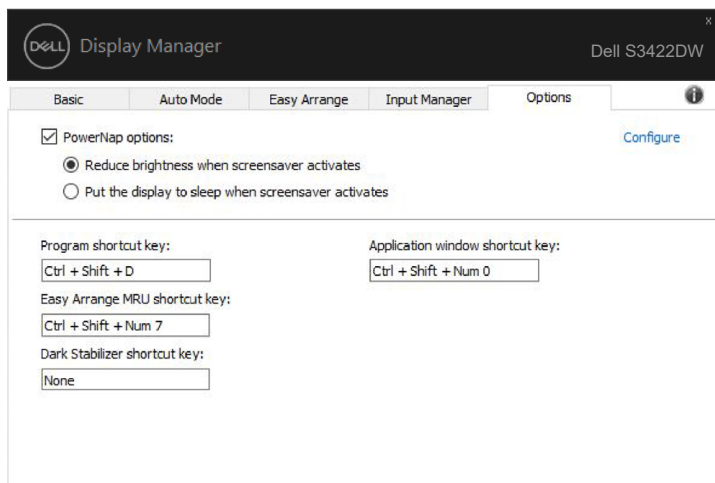 x
DELL Display Manager
Dell S3422DW
Basic Auto Mode Easy Arrange Input Manager Options i
PowerNap options: Configure
Reduce brightness when screensaver activates
Put the display to sleep when screensaver activates
Program shortcut key: Application window shortcut key:
Ctrl + Shift + D Ctrl + Shift + Num 0
Easy Arrange MRU shortcut key:
Ctrl + Shift + Num 7
Dark Stabilizer shortcut key:
None